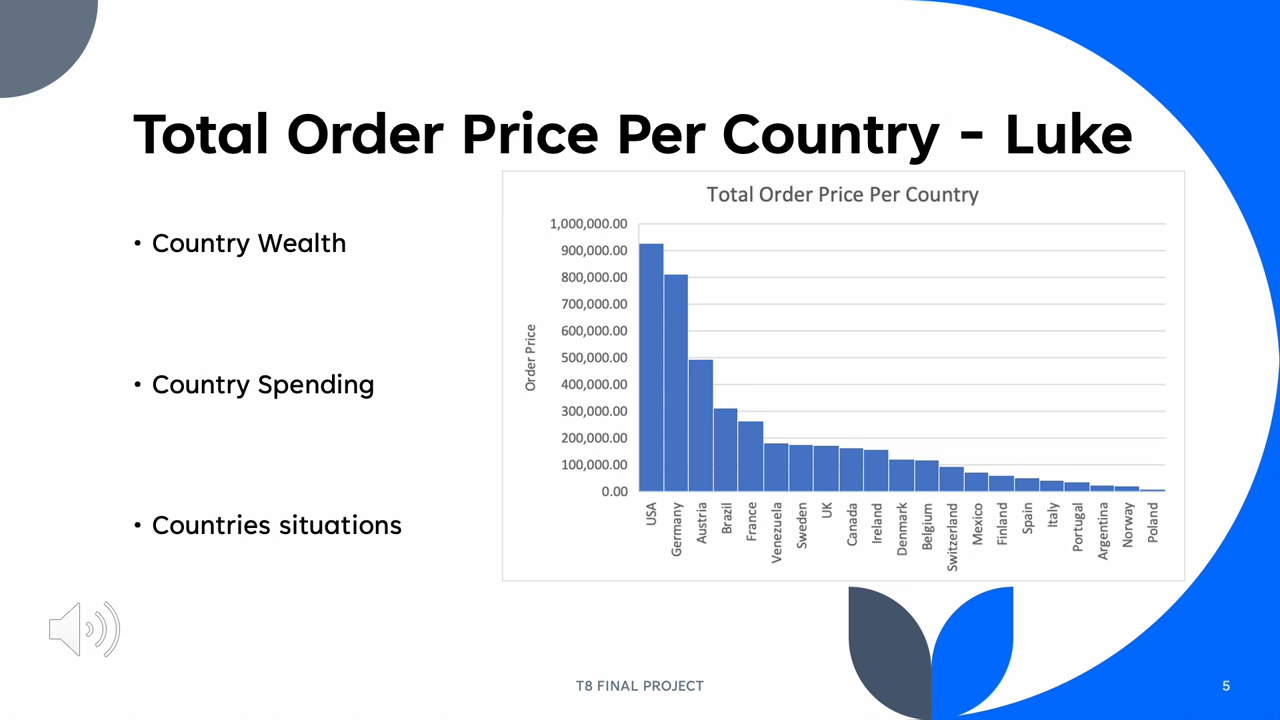 Total Order Price Per Country - Luke
• Country Wealth
• Country Spending
• Countries situations
Total Order Price Per Country
Order Price
1,000,000.00
900,000.00
800,000.00
700,000.00
600,000.00
500,000.00
400,000.00
300,000.00
200,000.00
100,000.00
0.00
USA
Germany
Austria
Brazil
France
Venezuela
Sweden
UK
Canada
Ireland
Denmark
Belgium
Switzerland
Mexico
Finland
Spain
Italy
Portugal
Argentina
Norway
Poland
T8 FINAL PROJECT
5